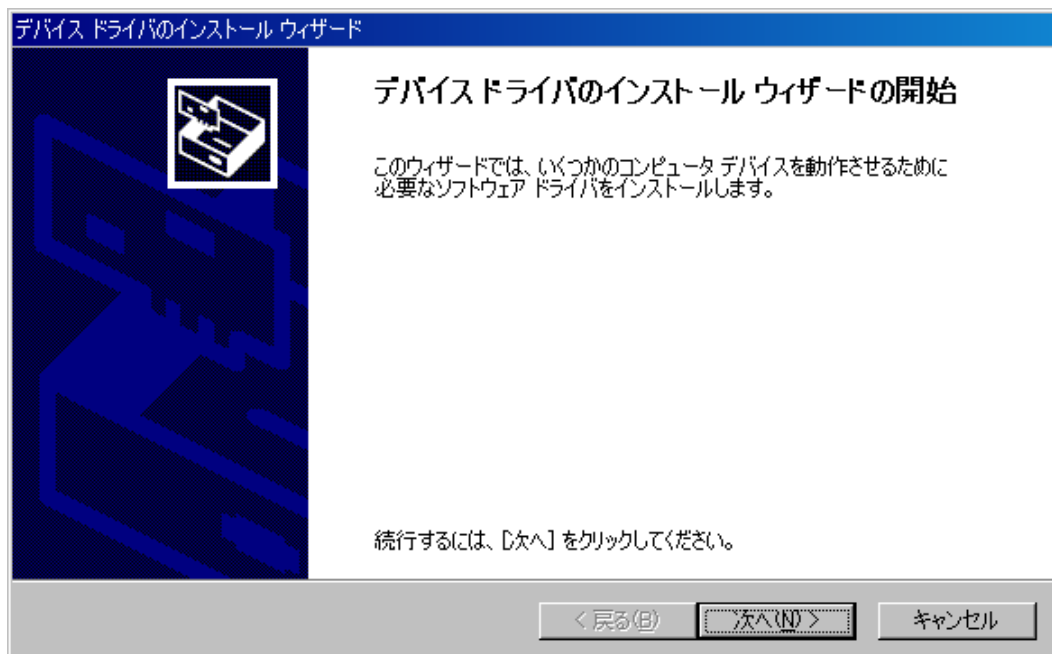 デバイス ドライバのインストール ウィザード
デバイス ドライバのインストール ウィザードの開始
このウィザードでは、いくつかのコンピュータ デバイスを動作させるために
必要なソフトウェア ドライバをインストールします。
続行するには、[次へ] をクリックしてください。
< 戻る(B)
次へ(N) >
キャンセル